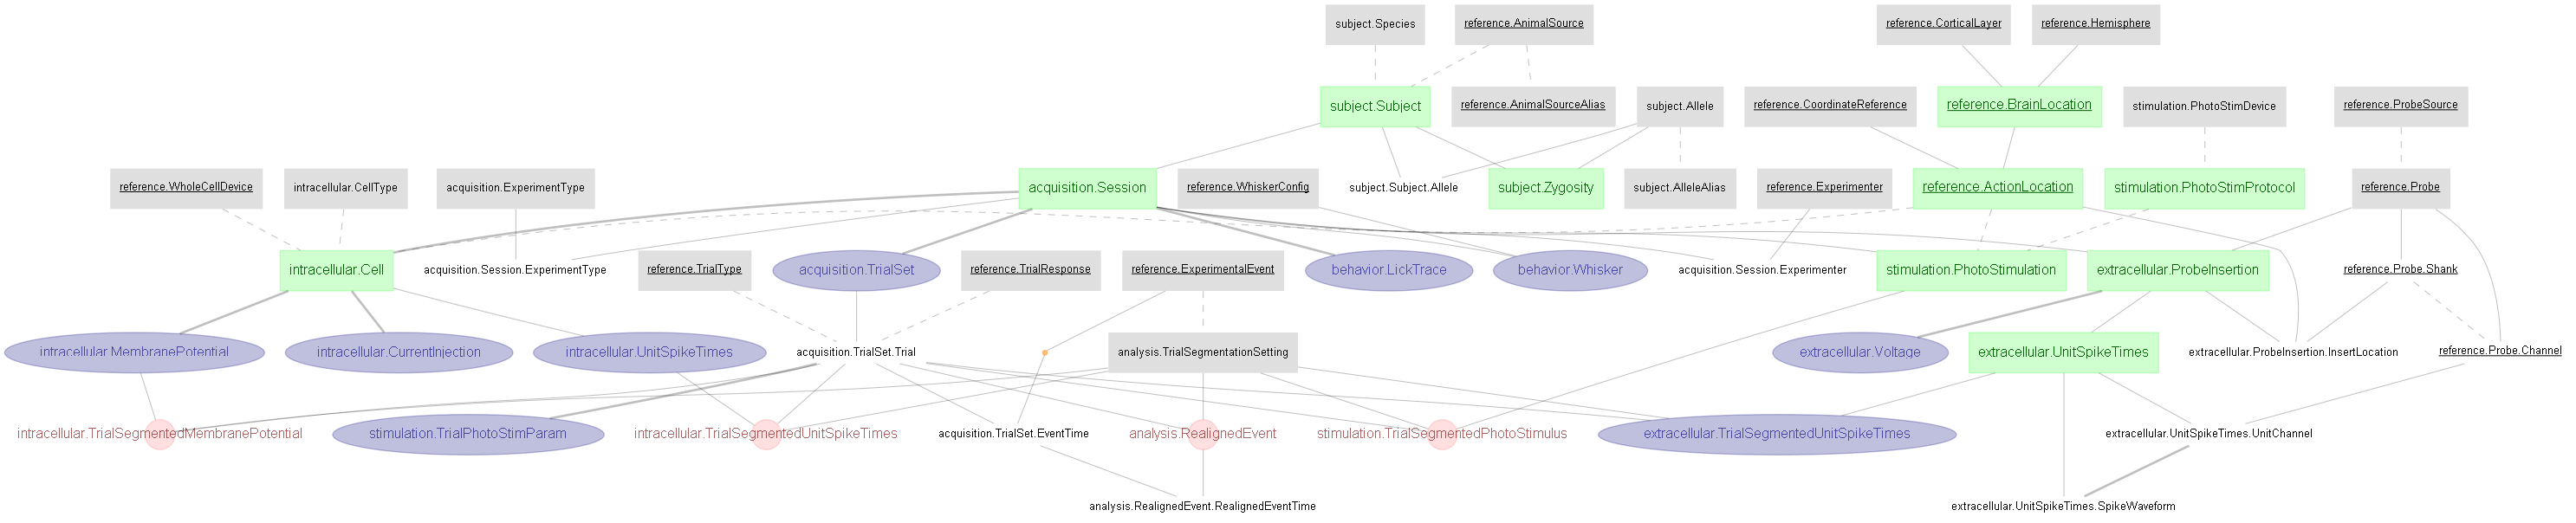 subject.Species
reference.AnimalSource
reference.CorticalLayer
reference.Hemisphere
subject.Subject
reference.AnimalSourceAlias
subject.Allele
reference.CoordinateReference
reference.BrainLocation
stimulation.PhotoStimDevice
reference.ProbeSource
reference.WholeCellDevice
intracellular.CellType
acquisition.ExperimentType
acquisition.Session
reference.WhiskerConfig
subject.Subject.Allele
subject.Zygosity
subject.AlleleAlias
reference.Experimenter
reference.ActionLocation
stimulation.PhotoStimProtocol
reference.Probe
intracellular.Cell
acquisition.Session.ExperimentType
reference.TrialType
acquisition.TrialSet
reference.TrialResponse
reference.ExperimentalEvent
behavior.LickTrace
behavior.Whisker
acquisition.Session.Experimenter
stimulation.PhotoStimulation
extracellular.ProbeInsertion
reference.Probe.Shank
intracellular.MembranePotential
intracellular.CurrentInjection
intracellular.UnitSpikeTimes
acquisition.TrialSet.Trial
analysis.TrialSegmentationSetting
extracellular.Voltage
extracellular.UnitSpikeTimes
extracellular.ProbeInsertion.InsertLocation
reference.Probe.Channel
intracellular.TrialSegmentedMembranePotential
stimulation.TrialPhotoStimParam
intracellular.TrialSegmentedUnitSpikeTimes
acquisition.TrialSet.EventTime
analysis.RealignedEvent
stimulation.TrialSegmentedPhotoStimulus
extracellular.TrialSegmentedUnitSpikeTimes
extracellular.UnitSpikeTimes.UnitChannel
analysis.RealignedEvent.RealignedEventTime
extracellular.UnitSpikeTimes.SpikeWaveform